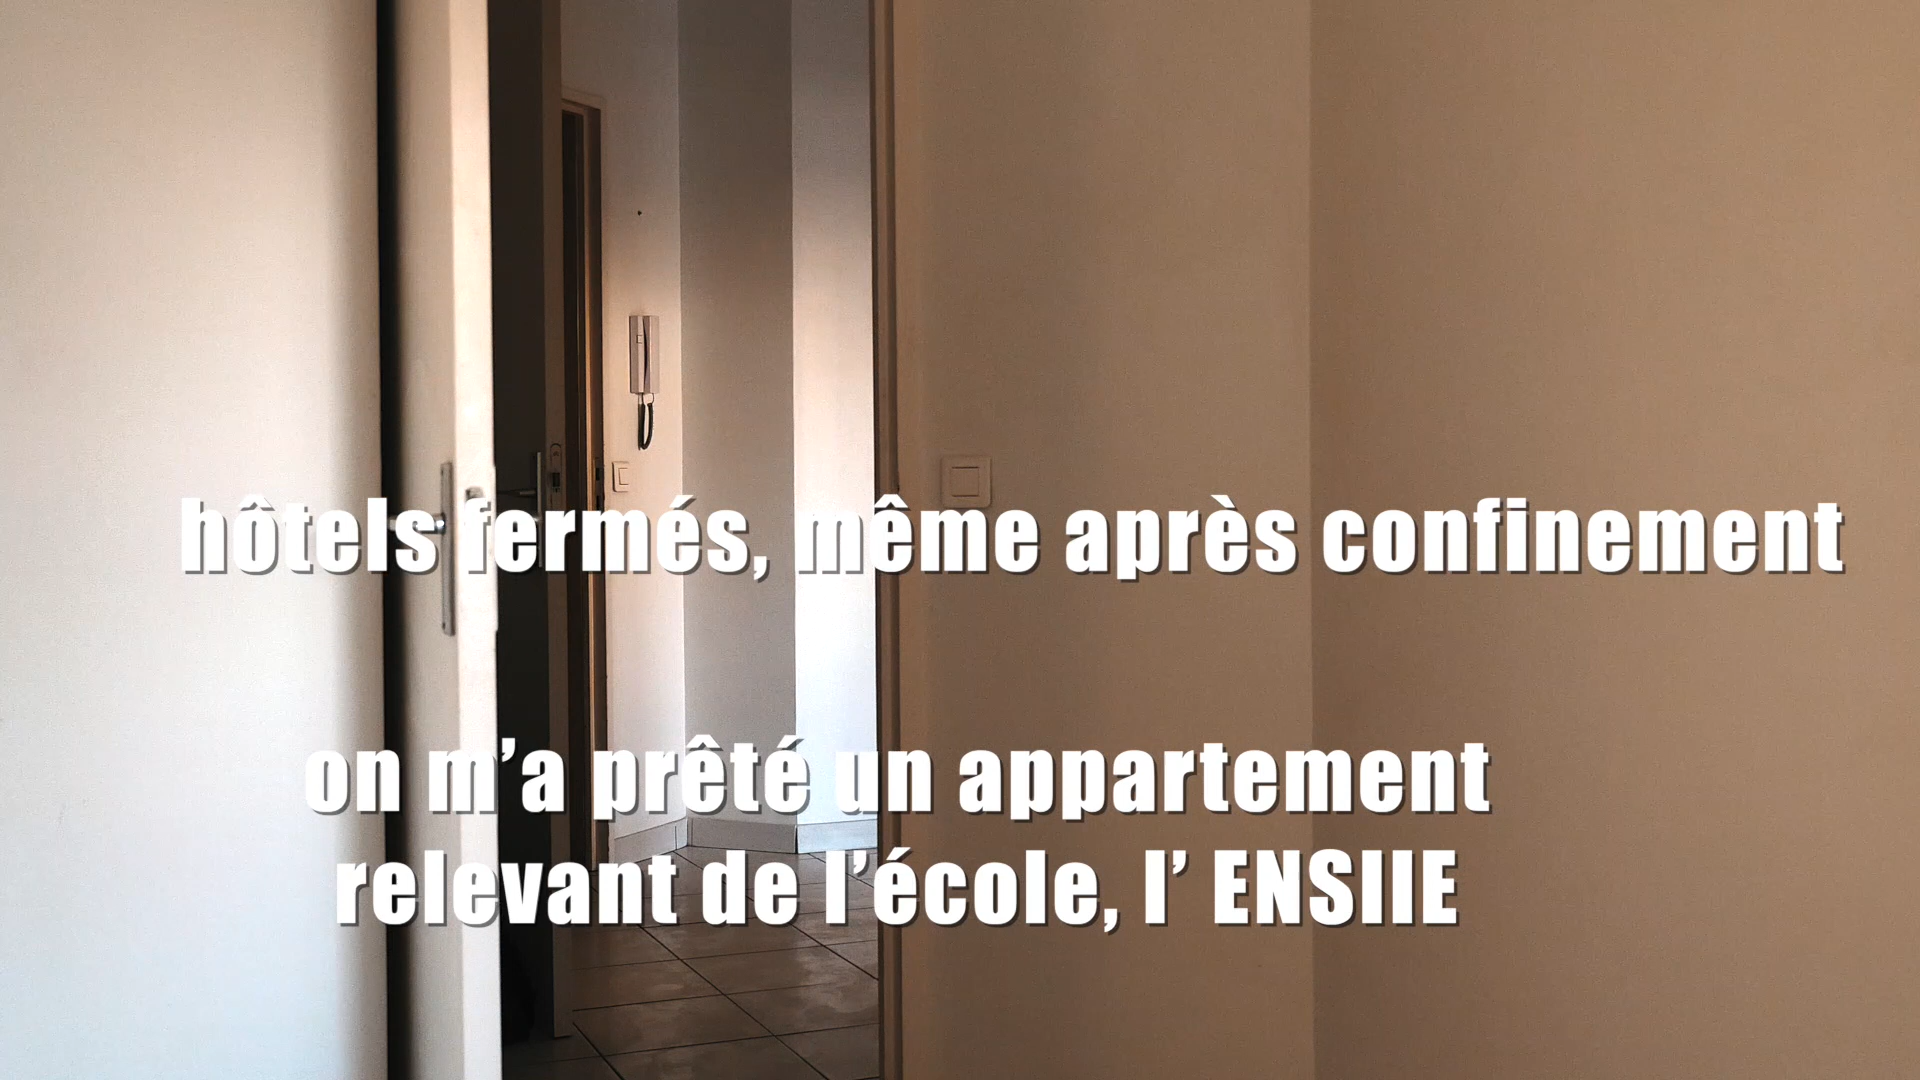 hôtels fermés, même après confinement
on m’a prêté un appartement
relevant de l’école, l’ ENSIIE